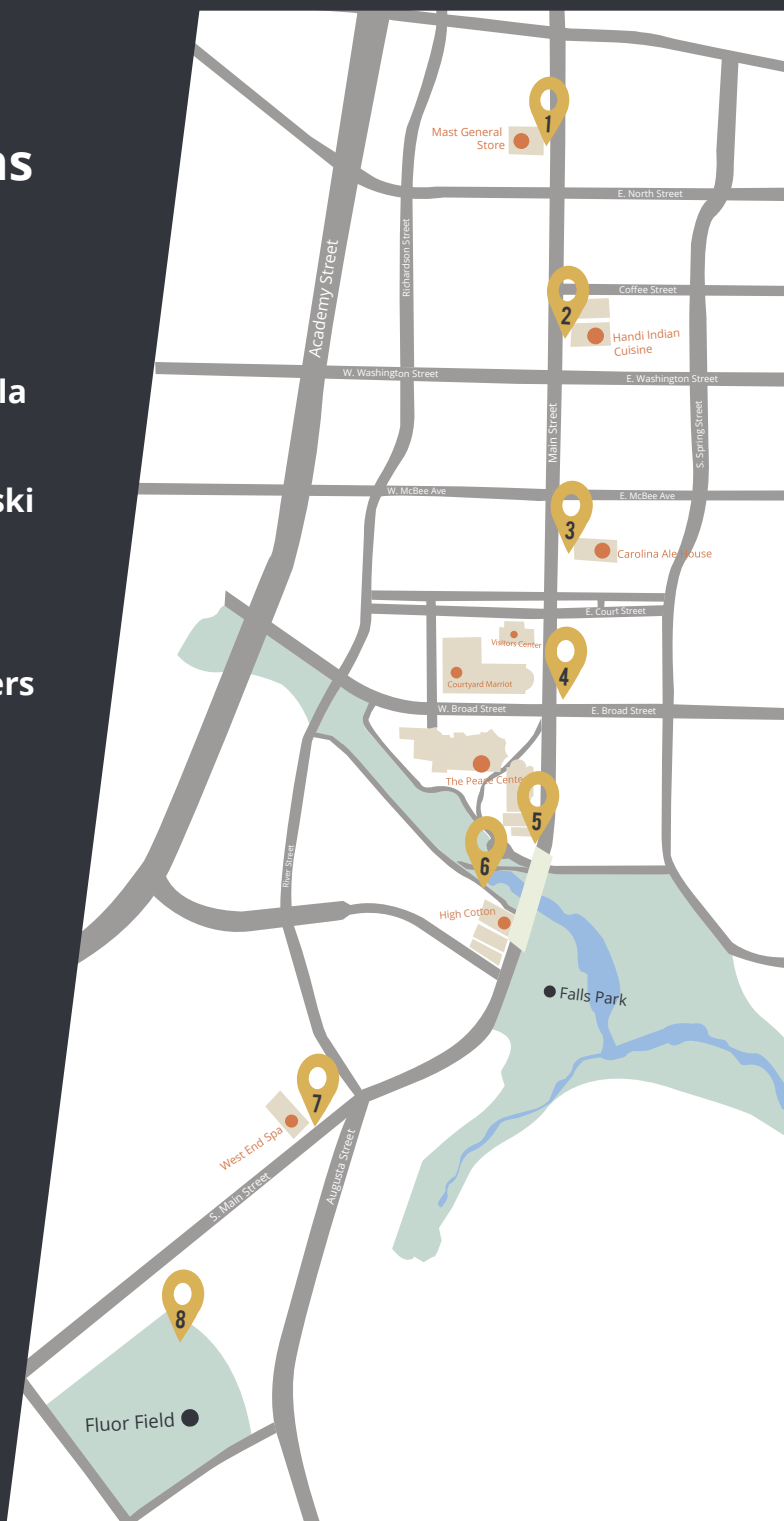 ns
la
ski
ers
1
Mast General
Store
E. North Street
Richardson Street
Academy Street
Coffee Street
2
Handi Indian
Cuisine
W. Washington Street
E. Washington Street
Main Street
S. Spring Street
W. McBee Ave
E. McBee Ave
3
Carolina Ale House
E. Court Street
Visitors Center
4
Courtyard Marriot
W. Broad Street
E. Broad Street
The Peace Center
5
6
River Street
High Cotton
Falls Park
7
West End Spa
Augusta Street
S. Main Street
8
Fluor Field